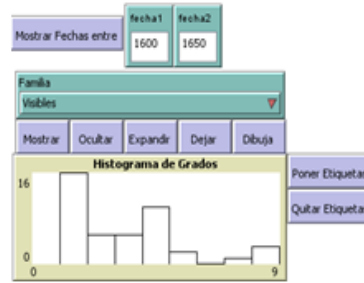 Mostrar Fechas entre
fecha1
1600
fecha2
1650
Familia
Visibles
Mostrar
Ocultar
Expandir
Dejar
Dibuja
Histograma de Grados
16
0
0
9
Poner Etiquetas
Quitar Etiquetas